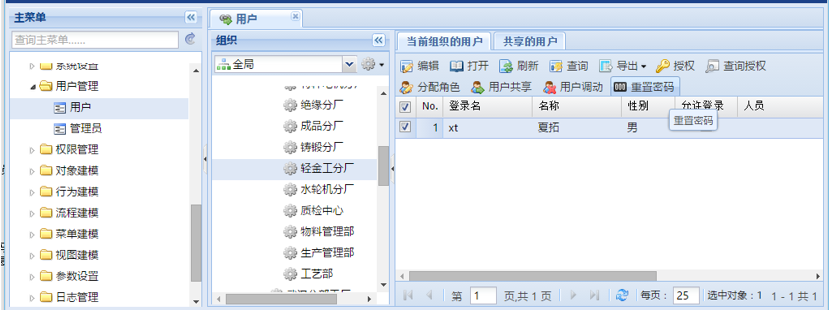 主菜单
查询主菜单......
系统设置
用户管理
用户
管理员
权限管理
对象建模
行为建模
流程建模
菜单建模
视图建模
参数设置
日志管理
用户
组织
全局
绝缘分厂
成品分厂
铸锻分厂
轻金工分厂
水轮机分厂
质检中心
物料管理部
生产管理部
工艺部
当前组织的用户 共享的用户
编辑 打开 刷新 查询 导出 授权 查询授权
分配角色 用户共享 用户调动 重置密码
No. 登录名 名称 性别 允许登录 人员
1 xt 夏拓 男
重置密码
第 1 页,共 1 页 每页: 25 选中对象:1 1 - 1 共 1